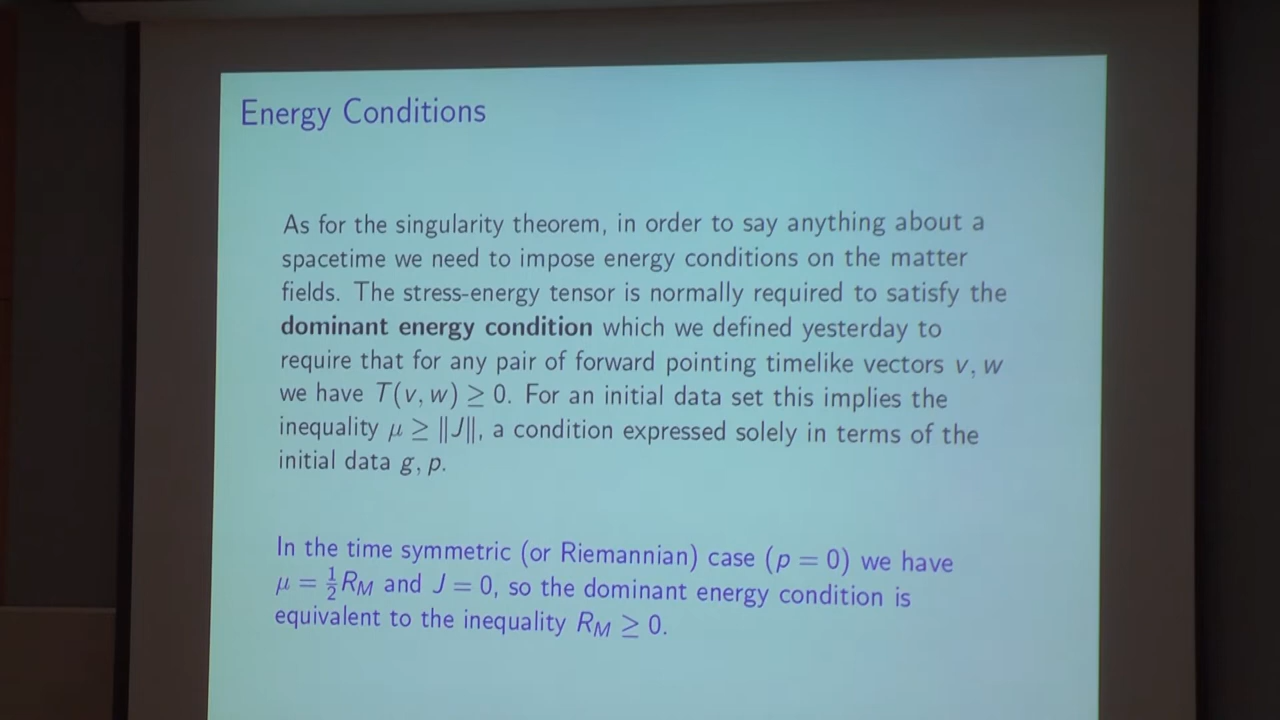 Energy Conditions
As for the singularity theorem, in order to say anything about a
spacetime we need to impose energy conditions on the matter
fields. The stress-energy tensor is normally required to satisfy the
dominant energy condition which we defined yesterday to
require that for any pair of forward pointing timelike vectors v, w
we have T(v, w) ≥ 0. For an initial data set this implies the
inequality μ ≥ ‖J‖, a condition expressed solely in terms of the
initial data g, p.
In the time symmetric (or Riemannian) case (p = 0) we have
μ = ½R_M and J = 0, so the dominant energy condition is
equivalent to the inequality R_M ≥ 0.